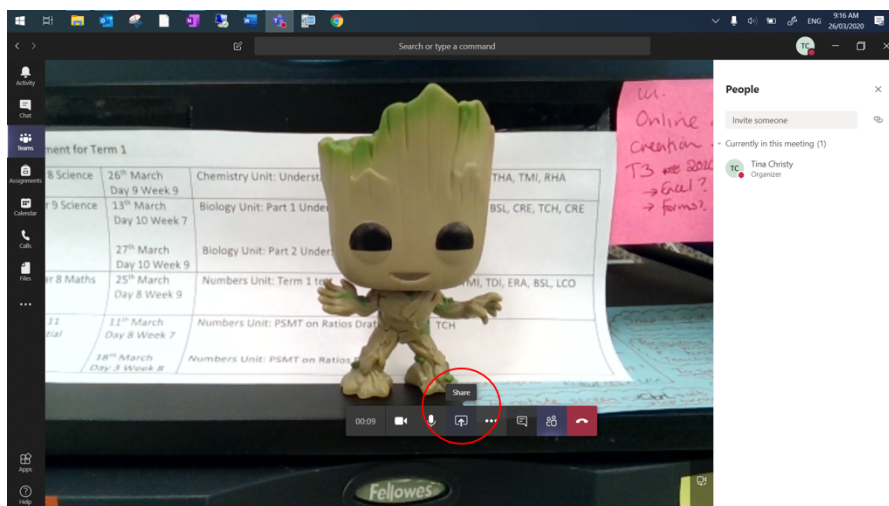 9:16 AM
ENG
26/03/2020
Search or type a command
TC
Activity
Chat
Teams
Assignments
Calendar
Calls
Files
Apps
Help
ment for Term 1
8 Science
26th March
Day 9 Week 9
Chemistry Unit: Underst
THA, TMI, RHA
r 9 Science
13th March
Day 10 Week 7
Biology Unit: Part 1 Under
BSL, CRE, TCH, CRE
27th March
Day 10 Week 9
Biology Unit: Part 2 Under
ar 8 Maths
25th March
Day 8 Week 9
Numbers Unit: Term 1 te
MI, TDI, ERA, BSL, LCO
11
tial
11th March
Day 8 Week 7
Numbers Unit: PSMT on Ratios Draft
TCH
18th March
Day 3 Week 8
Numbers Unit: PSMT on Ratios
Online
Creation
T3
2020
→ Excel?
→ Forms?
Share
00:09
Fellowes
People
Invite someone
Currently in this meeting (1)
TC
Tina Christy
Organizer